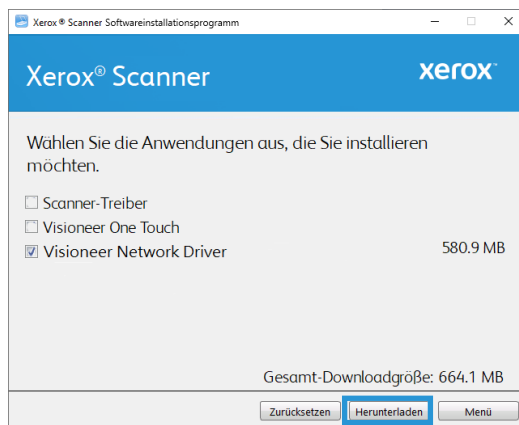 Xerox® Scanner Softwareinstallationsprogramm
Xerox® Scanner
xerox™
Wählen Sie die Anwendungen aus, die Sie installieren
möchten.
Scanner-Treiber
Visioneer One Touch
Visioneer Network Driver 580.9 MB
Gesamt-Downloadgröße: 664.1 MB
Zurücksetzen Herunterladen Menü